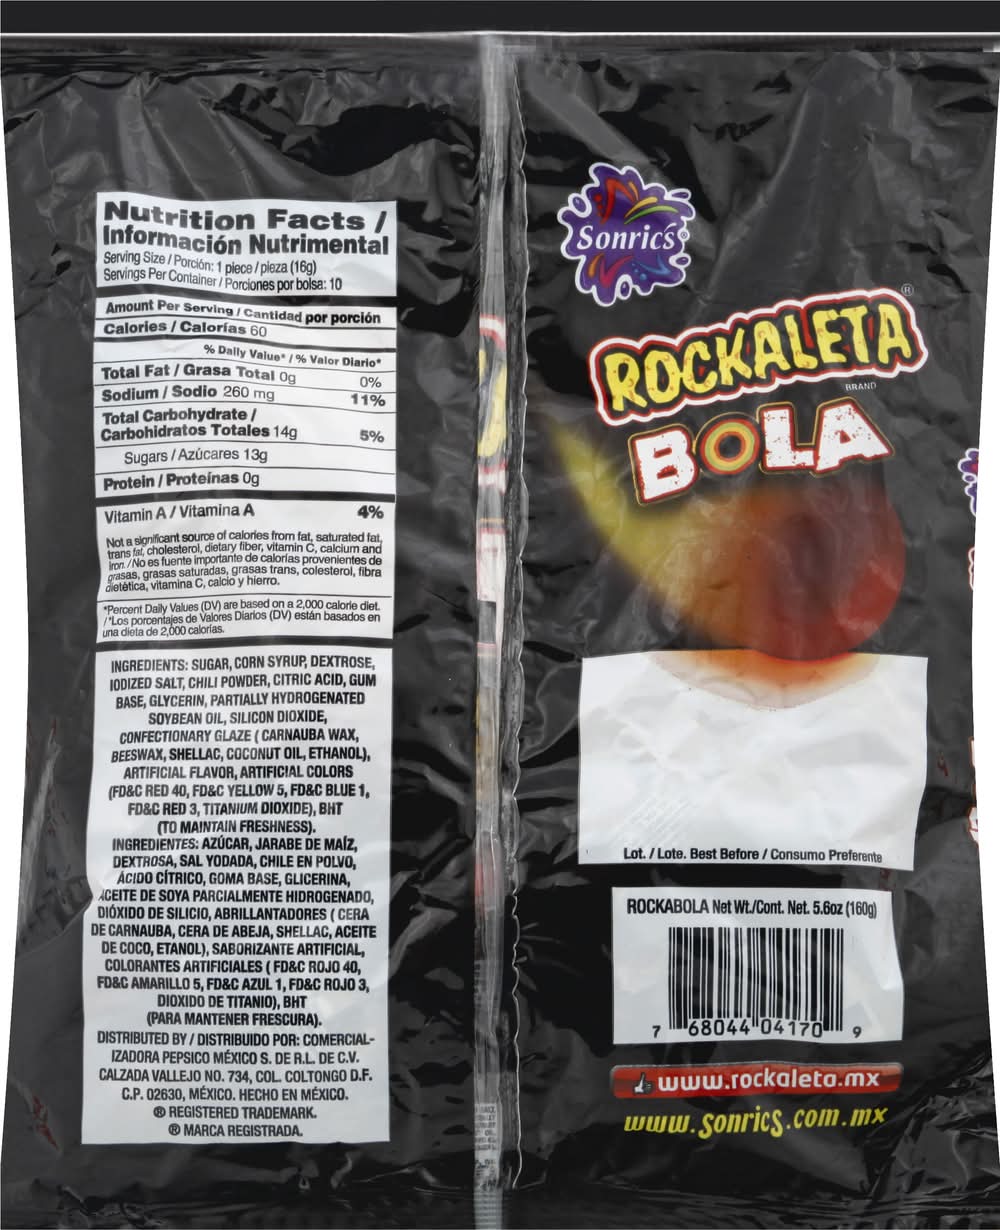 Nutrition Facts /
Información Nutrimental
Serving Size / Porción: 1 piece / pieza (16g)
Servings Per Container / Porciones por bolsa: 10
Amount Per Serving / Cantidad por porción
Calories / Calorías 60
% Daily Value* / % Valor Diario*
Total Fat / Grasa Total 0g 0%
Sodium / Sodio 260 mg 11%
Total Carbohydrate /
Carbohidratos Totales 14g 5%
Sugars / Azúcares 13g
Protein / Proteínas 0g
Vitamin A / Vitamina A 4%
Not a significant source of calories from fat, saturated fat,
trans fat, cholesterol, dietary fiber, vitamin C, calcium and
iron. / No es fuente importante de calorías provenientes de
grasas, grasas saturadas, grasas trans, colesterol, fibra
dietética, vitamina C, calcio y hierro.
*Percent Daily Values (DV) are based on a 2,000 calorie diet.
/ *Los porcentajes de Valores Diarios (DV) están basados en
una dieta de 2,000 calorías.
INGREDIENTS: SUGAR, CORN SYRUP, DEXTROSE,
IODIZED SALT, CHILI POWDER, CITRIC ACID, GUM
BASE, GLYCERIN, PARTIALLY HYDROGENATED
SOYBEAN OIL, SILICON DIOXIDE,
CONFECTIONARY GLAZE ( CARNAUBA WAX,
BEESWAX, SHELLAC, COCONUT OIL, ETHANOL),
ARTIFICIAL FLAVOR, ARTIFICIAL COLORS
(FD&C RED 40, FD&C YELLOW 5, FD&C BLUE 1,
FD&C RED 3, TITANIUM DIOXIDE), BHT
(TO MAINTAIN FRESHNESS).
INGREDIENTES: AZÚCAR, JARABE DE MAÍZ,
DEXTROSA, SAL YODADA, CHILE EN POLVO,
ÁCIDO CÍTRICO, GOMA BASE, GLICERINA,
ACEITE DE SOYA PARCIALMENTE HIDROGENADO,
DIÓXIDO DE SILICIO, ABRILLANTADORES ( CERA
DE CARNAUBA, CERA DE ABEJA, SHELLAC, ACEITE
DE COCO, ETANOL), SABORIZANTE ARTIFICIAL,
COLORANTES ARTIFICIALES ( FD&C ROJO 40,
FD&C AMARILLO 5, FD&C AZUL 1, FD&C ROJO 3,
DIOXIDO DE TITANIO), BHT
(PARA MANTENER FRESCURA).
DISTRIBUTED BY / DISTRIBUIDO POR: COMERCIAL-
IZADORA PEPSICO MÉXICO S. DE R.L. DE C.V.
CALZADA VALLEJO NO. 734, COL. COLTONGO D.F.
C.P. 02630, MÉXICO. HECHO EN MÉXICO.
® REGISTERED TRADEMARK.
® MARCA REGISTRADA.
Sonric's®
ROCKALETA®
BRAND
BOLA
Lot. / Lote. Best Before / Consumo Preferente
ROCKABOLA Net Wt./Cont. Net. 5.6oz (160g)
7 68044 04170 9
www.rockaleta.mx
www.sonrics.com.mx